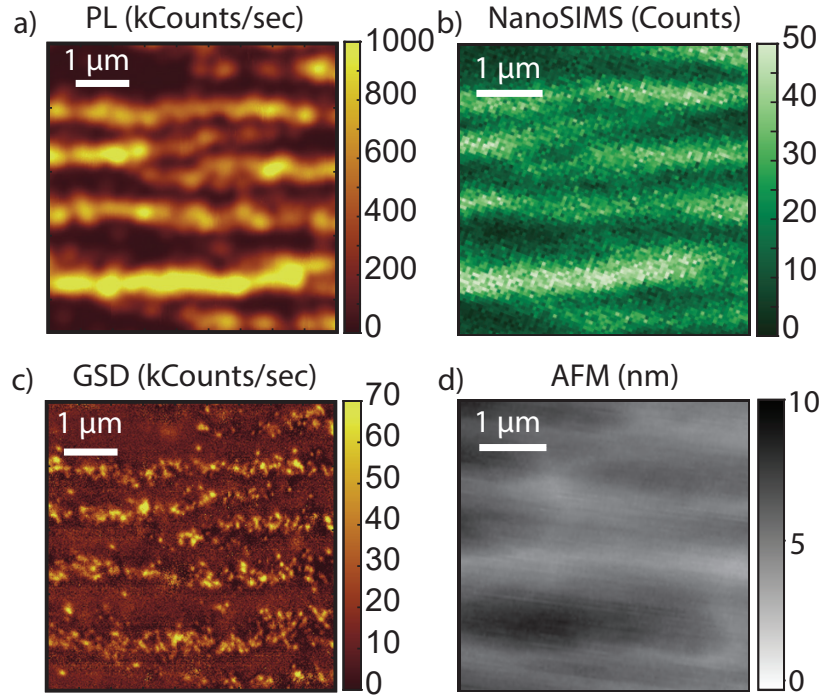 a) PL (kCounts/sec)
1 µm
1000
800
600
400
200
0
b) NanoSIMS (Counts)
1 µm
50
40
30
20
10
0
c) GSD (kCounts/sec)
1 µm
70
60
50
40
30
20
10
0
d) AFM (nm)
1 µm
10
5
0